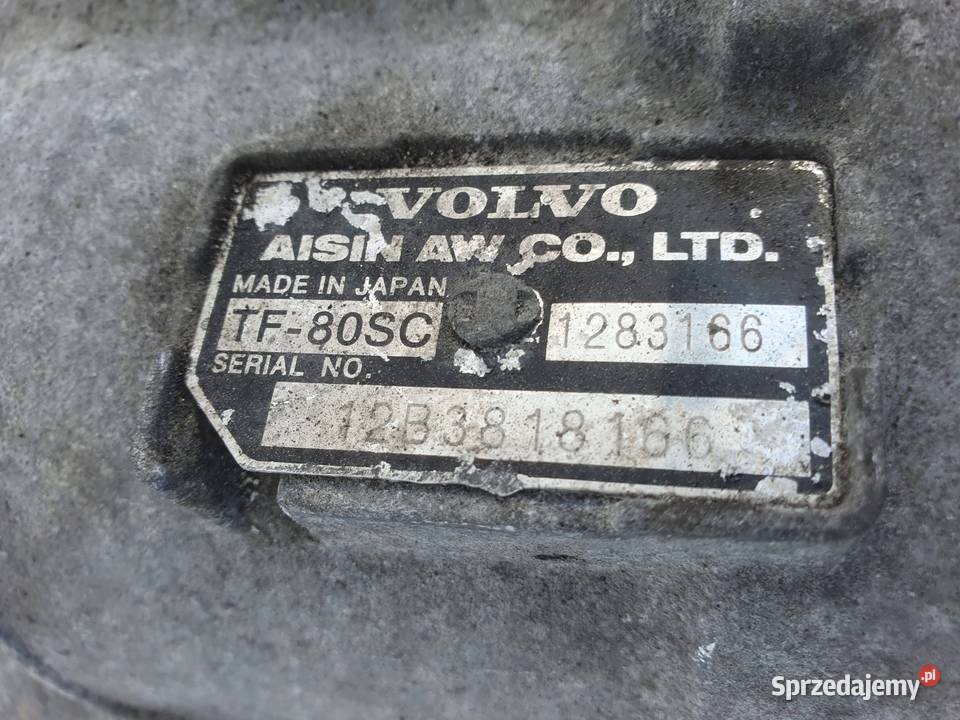 VOLVO
AISIN AW CO., LTD.
MADE IN JAPAN
TF-80SC 1283166
SERIAL NO.
12B3818166
Sprzedajemy.pl